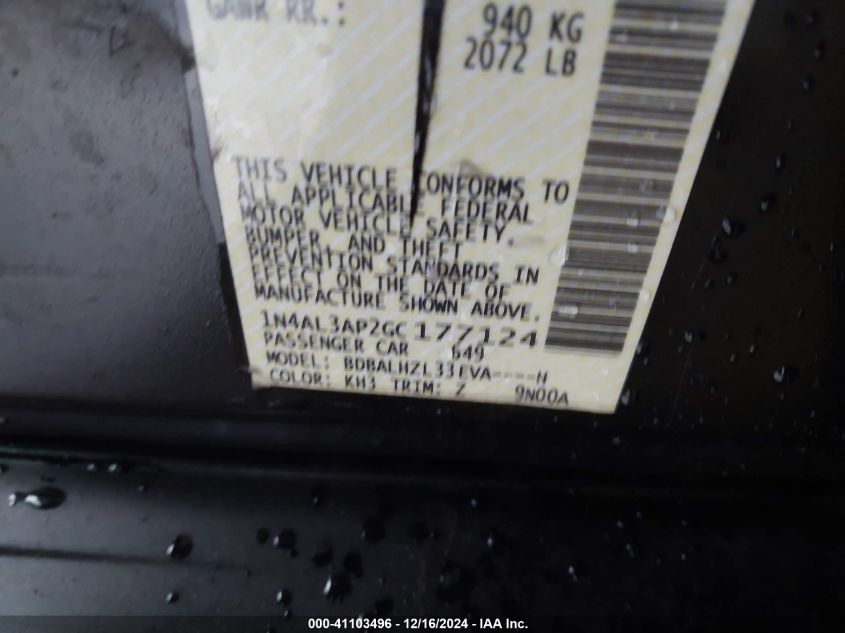 GAWR RR.: 940 KG
2072 LB
THIS VEHICLE CONFORMS TO
ALL APPLICABLE FEDERAL
MOTOR VEHICLE SAFETY,
BUMPER, AND THEFT
PREVENTION STANDARDS IN
EFFECT ON THE DATE OF
MANUFACTURE SHOWN ABOVE.
1N4AL3AP2GC177124
PASSENGER CAR 649
MODEL: BDBALHZL33EVA----H
COLOR: KH3 TRIM: Z 9N00A
000-41103496 - 12/16/2024 - IAA Inc.